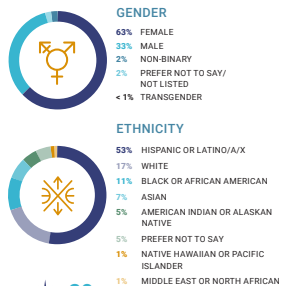 GENDER
63% FEMALE
33% MALE
2% NON-BINARY
2% PREFER NOT TO SAY/
NOT LISTED
< 1% TRANSGENDER
ETHNICITY
53% HISPANIC OR LATINO/A/X
17% WHITE
11% BLACK OR AFRICAN AMERICAN
7% ASIAN
5% AMERICAN INDIAN OR ALASKAN
NATIVE
5% PREFER NOT TO SAY
1% NATIVE HAWAIIAN OR PACIFIC
ISLANDER
1% MIDDLE EAST OR NORTH AFRICAN